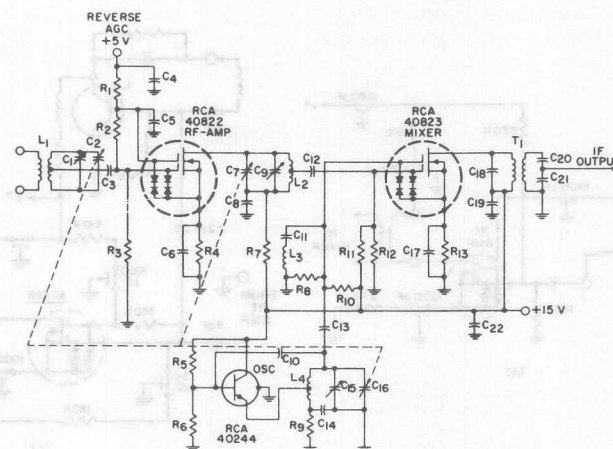 REVERSE
AGC
+5 V
R1
C4
C5
R2
RCA
40822
RF-AMP
RCA
40823
MIXER
L1
C1
C2
C3
C7
C9
L2
C12
C8
C18
T1
C20
C21
IF
OUTPUT
C19
R3
C6
R4
R7
C11
L3
R8
R11
R12
R10
C17
R13
C13
C22
+15 V
R5
C10
OSC
L4
C15
C16
C14
R6
RCA
40244
R9